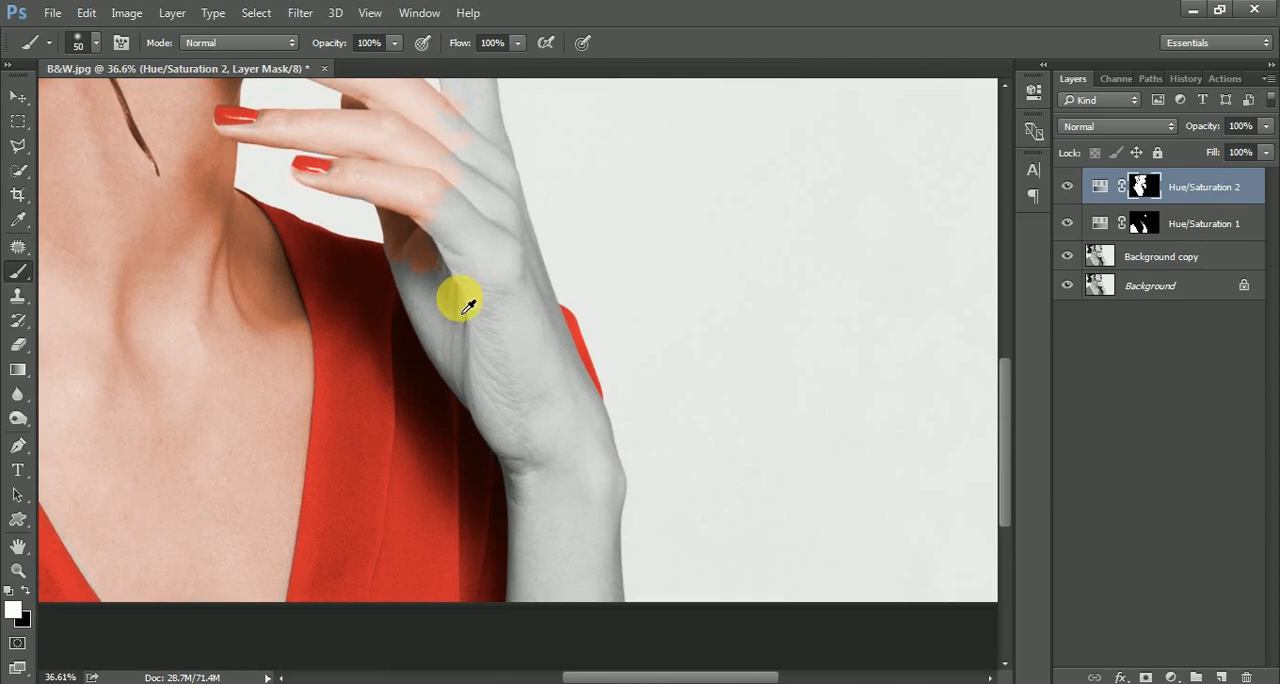 Ps File Edit Image Layer Type Select Filter 3D View Window Help
50 Mode: Normal Opacity: 100% Flow: 100% Essentials
B&W.jpg @ 36.6% (Hue/Saturation 2, Layer Mask/8) *
Layers Channe Paths History Actions
Kind
Normal Opacity: 100%
Lock: Fill: 100%
Hue/Saturation 2
Hue/Saturation 1
Background copy
Background
36.61% Doc: 28.7M/71.4M